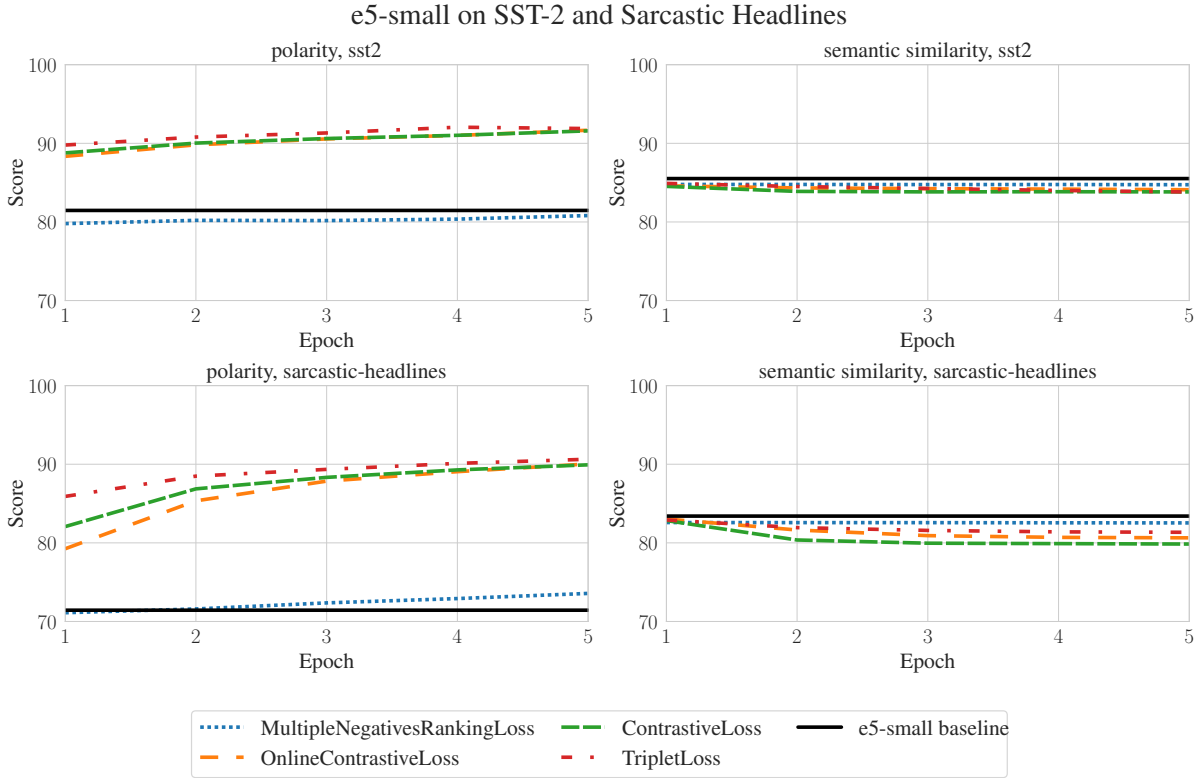 e5-small on SST-2 and Sarcastic Headlines
polarity, sst2
semantic similarity, sst2
100
90
80
70
Score
1 2 3 4 5
Epoch
100
90
80
70
Score
1 2 3 4 5
Epoch
polarity, sarcastic-headlines
semantic similarity, sarcastic-headlines
100
90
80
70
Score
1 2 3 4 5
Epoch
100
90
80
70
Score
1 2 3 4 5
Epoch
MultipleNegativesRankingLoss
OnlineContrastiveLoss
ContrastiveLoss
TripletLoss
e5-small baseline